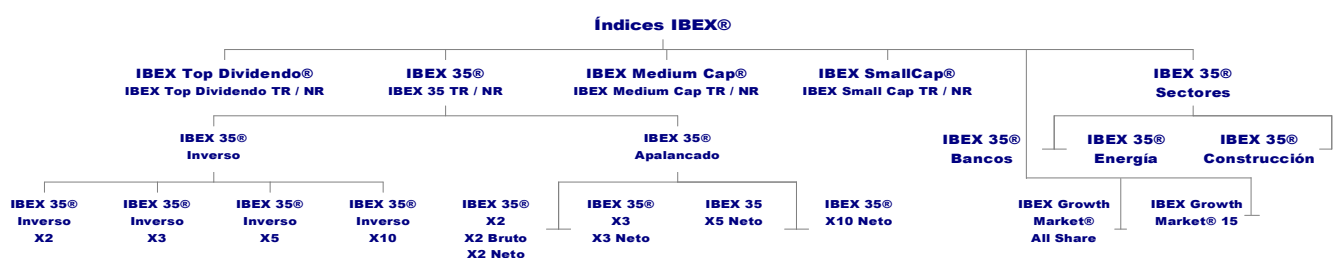 Índices IBEX®
IBEX Top Dividendo®
IBEX Top Dividendo TR / NR
IBEX 35®
IBEX 35 TR / NR
IBEX Medium Cap®
IBEX Medium Cap TR / NR
IBEX SmallCap®
IBEX Small Cap TR / NR
IBEX 35®
Sectores
IBEX 35®
Inverso
IBEX 35®
Apalancado
IBEX 35®
Bancos
IBEX 35®
Energía
IBEX 35®
Construcción
IBEX 35®
Inverso
X2
IBEX 35®
Inverso
X3
IBEX 35®
Inverso
X5
IBEX 35®
Inverso
X10
IBEX 35®
X2
X2 Bruto
X2 Neto
IBEX 35®
X3
X3 Neto
IBEX 35
X5 Neto
IBEX 35®
X10 Neto
IBEX Growth
Market®
All Share
IBEX Growth
Market® 15